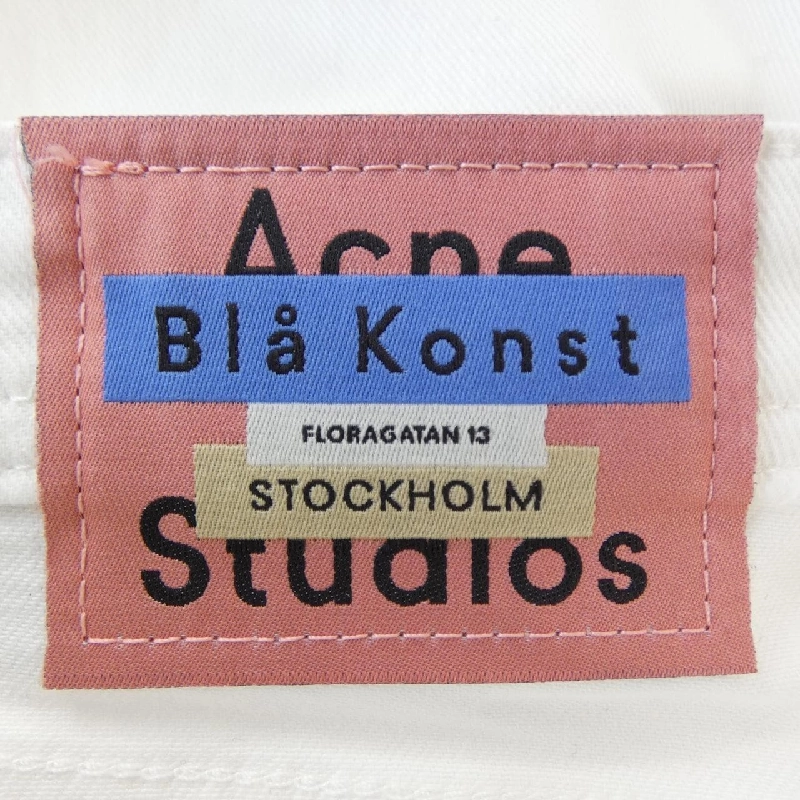 Acne
Blå Konst
FLORAGATAN 13
STOCKHOLM
Studios